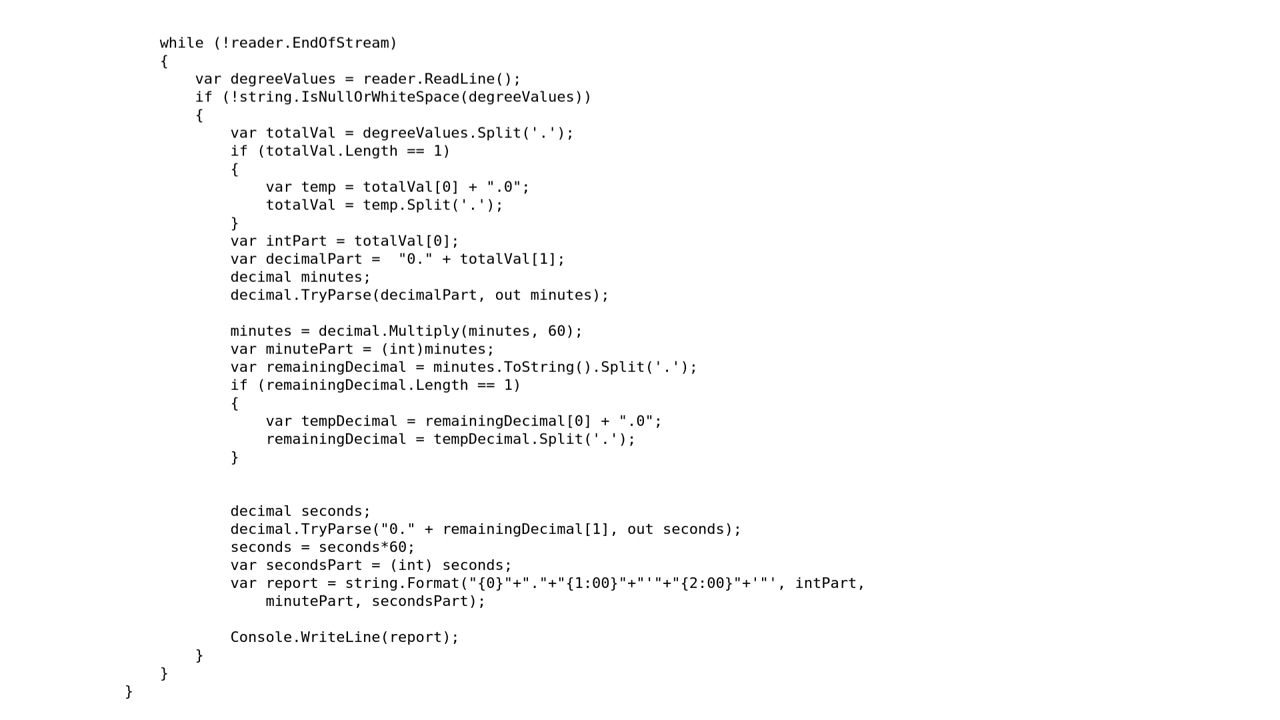 while (!reader.EndOfStream)
{
var degreeValues = reader.ReadLine();
if (!string.IsNullOrWhiteSpace(degreeValues))
{
var totalVal = degreeValues.Split('.');
if (totalVal.Length == 1)
{
var temp = totalVal[0] + ".0";
totalVal = temp.Split('.');
}
var intPart = totalVal[0];
var decimalPart =  "0." + totalVal[1];
decimal minutes;
decimal.TryParse(decimalPart, out minutes);
minutes = decimal.Multiply(minutes, 60);
var minutePart = (int)minutes;
var remainingDecimal = minutes.ToString().Split('.');
if (remainingDecimal.Length == 1)
{
var tempDecimal = remainingDecimal[0] + ".0";
remainingDecimal = tempDecimal.Split('.');
}
decimal seconds;
decimal.TryParse("0." + remainingDecimal[1], out seconds);
seconds = seconds*60;
var secondsPart = (int) seconds;
var report = string.Format("{0}"+"."+"{1:00}"+"'"+"{2:00}"+'"', intPart,
minutePart, secondsPart);
Console.WriteLine(report);
}
}
}